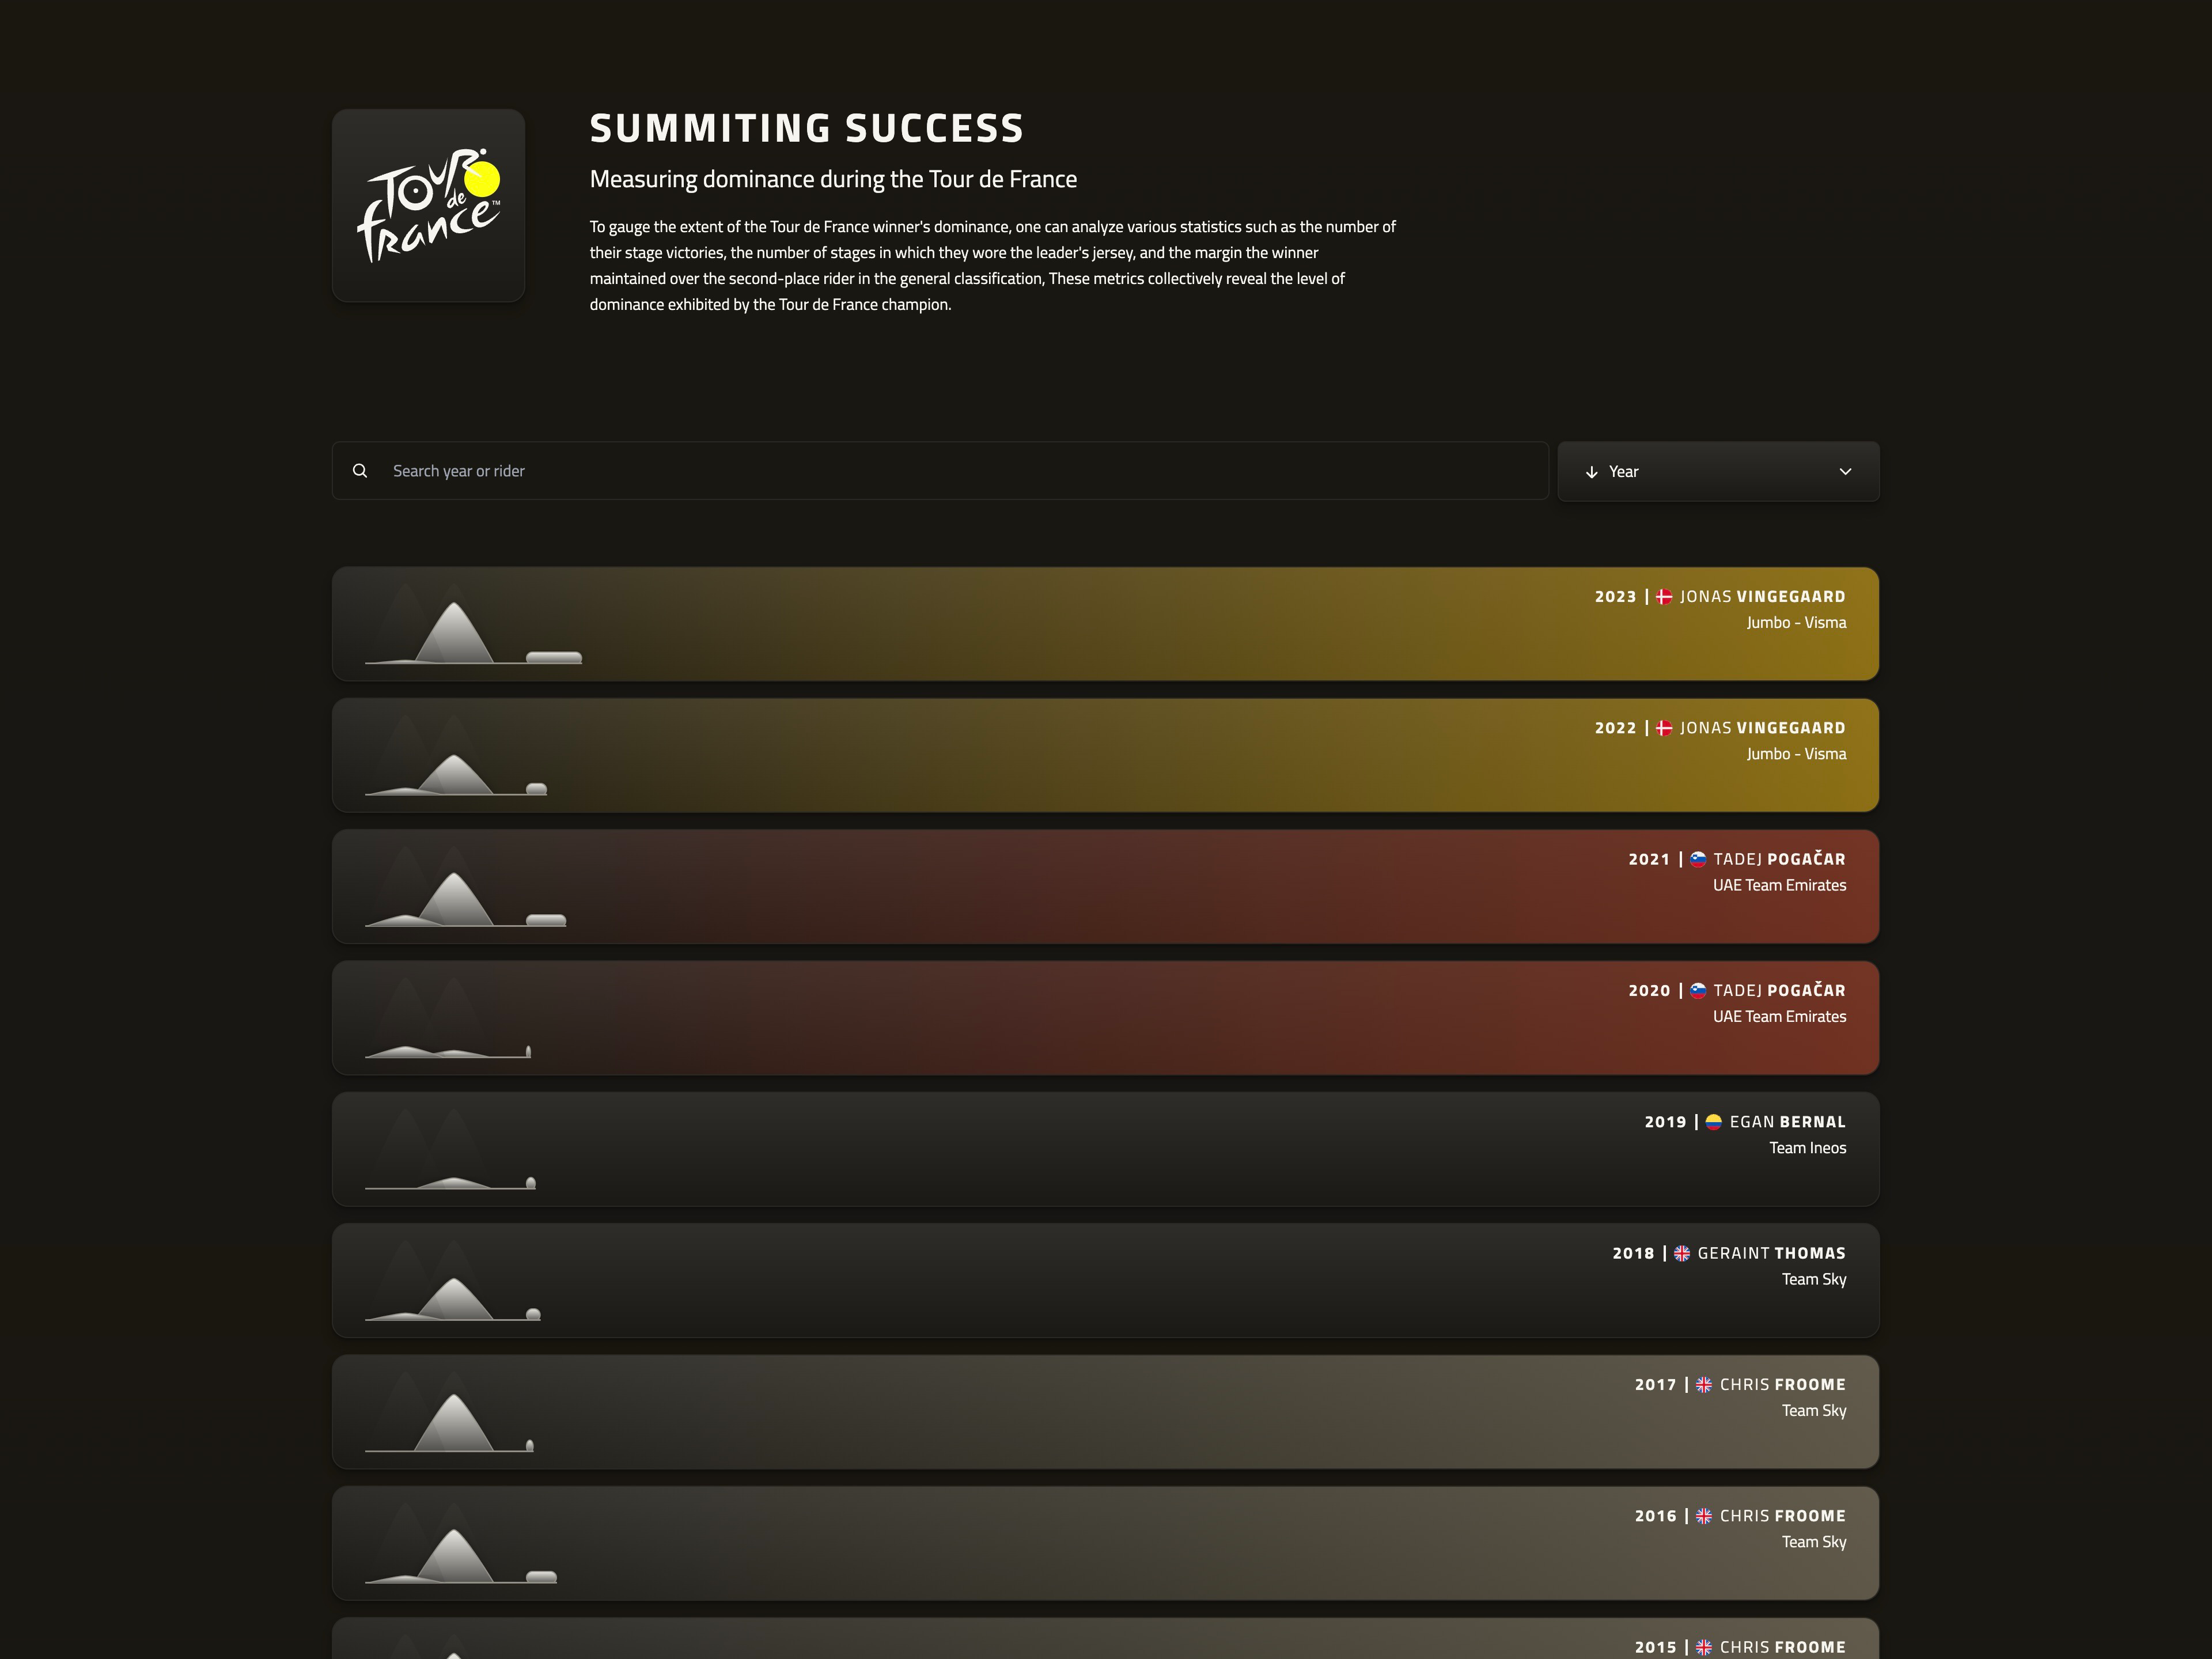 TOUR
de
france™
SUMMITING SUCCESS
Measuring dominance during the Tour de France
To gauge the extent of the Tour de France winner's dominance, one can analyze various statistics such as the number of
their stage victories, the number of stages in which they wore the leader's jersey, and the margin the winner
maintained over the second-place rider in the general classification, These metrics collectively reveal the level of
dominance exhibited by the Tour de France champion.
Search year or rider
Year
2023 | JONAS VINGEGAARD
Jumbo - Visma
2022 | JONAS VINGEGAARD
Jumbo - Visma
2021 | TADEJ POGAČAR
UAE Team Emirates
2020 | TADEJ POGAČAR
UAE Team Emirates
2019 | EGAN BERNAL
Team Ineos
2018 | GERAINT THOMAS
Team Sky
2017 | CHRIS FROOME
Team Sky
2016 | CHRIS FROOME
Team Sky
2015 | CHRIS FROOME